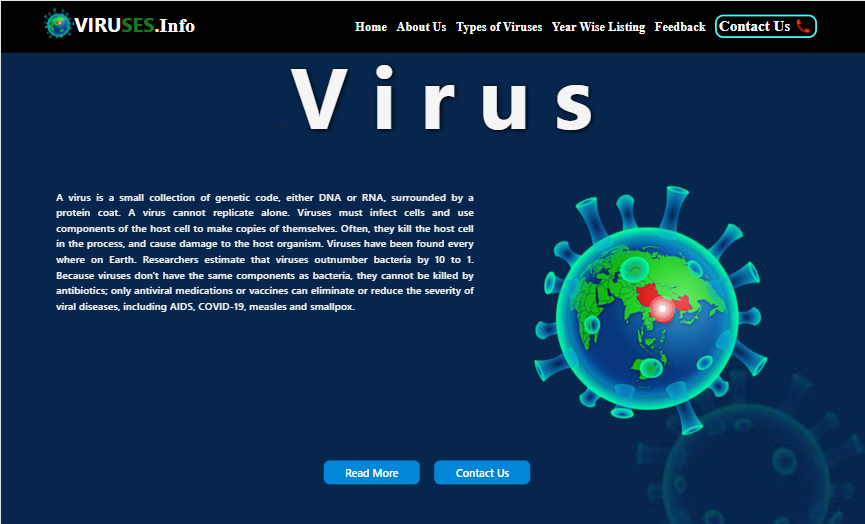 VIRUSES.Info
Home About Us Types of Viruses Year Wise Listing Feedback Contact Us
Virus
A virus is a small collection of genetic code, either DNA or RNA, surrounded by a
protein coat. A virus cannot replicate alone. Viruses must infect cells and use
components of the host cell to make copies of themselves. Often, they kill the host cell
in the process, and cause damage to the host organism. Viruses have been found every
where on Earth. Researchers estimate that viruses outnumber bacteria by 10 to 1.
Because viruses don't have the same components as bacteria, they cannot be killed by
antibiotics; only antiviral medications or vaccines can eliminate or reduce the severity of
viral diseases, including AIDS, COVID-19, measles and smallpox.
Read More Contact Us